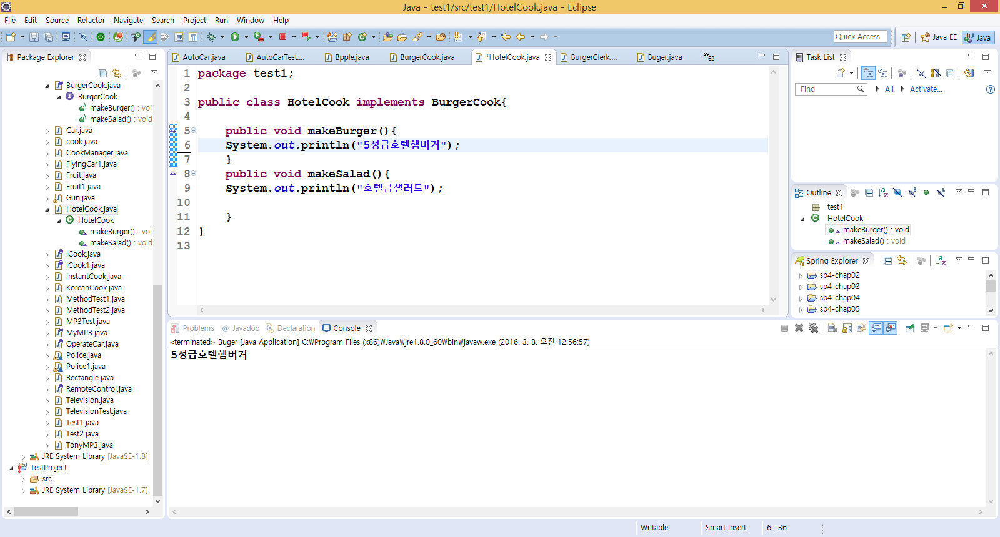 Java - test1/src/test1/HotelCook.java - Eclipse
File Edit Source Refactor Navigate Search Project Run Window Help
Quick Access Java EE Java
Package Explorer
BurgerCook.java
BurgerCook
makeBurger() : voi
makeSalad() : void
Car.java
cook.java
CookManager.java
FlyingCar1.java
Fruit.java
Fruit1.java
Gun.java
HotelCook.java
HotelCook
makeBurger() : voi
makeSalad() : void
ICook.java
ICook1.java
InstantCook.java
KoreanCook.java
MethodTest1.java
MethodTest2.java
MP3Test.java
MyMP3.java
OperateCar.java
Police.java
Police1.java
Rectangle.java
RemoteControl.java
Television.java
TelevisionTest.java
Test1.java
Test2.java
TonyMP3.java
JRE System Library [JavaSE-1.8]
TestProject
src
JRE System Library [JavaSE-1.7]
AutoCar.java AutoCarTest.... Bpple.java BurgerCook.java *HotelCook.java BurgerClerk.... Buger.java »62
1 package test1;
2
3 public class HotelCook implements BurgerCook{
4
5 public void makeBurger(){
6 System.out.println("5성급호텔햄버거");
7 }
8 public void makeSalad(){
9 System.out.println("호텔급샐러드");
10
11 }
12 }
13
Task List
Find All Activate...
Outline
test1
HotelCook
makeBurger() : void
makeSalad() : void
Spring Explorer
sp4-chap02
sp4-chap03
sp4-chap04
sp4-chap05
Problems @ Javadoc Declaration Console
<terminated> Buger [Java Application] C:₩Program Files (x86)₩Java₩jre1.8.0_60₩bin₩javaw.exe (2016. 3. 8. 오전 12:56:57)
5성급호텔햄버거
Writable Smart Insert 6 : 36